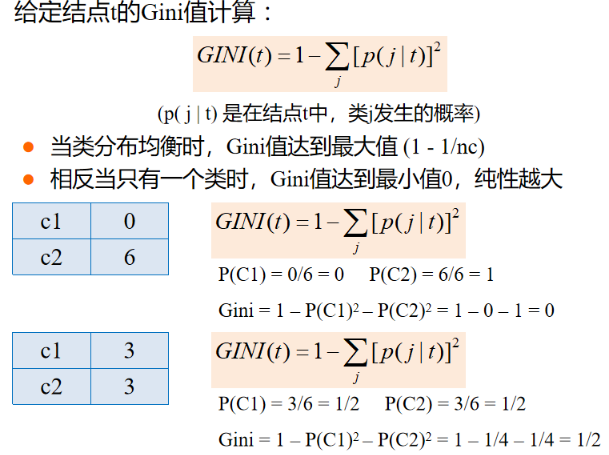 给定结点t的Gini值计算：
GINI(t) = 1 − ∑_j [p(j | t)]²
(p( j | t) 是在结点t中，类j发生的概率)
● 当类分布均衡时，Gini值达到最大值 (1 - 1/nc)
● 相反当只有一个类时，Gini值达到最小值0，纯性越大
c1 0
c2 6
GINI(t) = 1 − ∑_j [p(j | t)]²
P(C1) = 0/6 = 0 P(C2) = 6/6 = 1
Gini = 1 – P(C1)² – P(C2)² = 1 – 0 – 1 = 0
c1 3
c2 3
GINI(t) = 1 − ∑_j [p(j | t)]²
P(C1) = 3/6 = 1/2 P(C2) = 3/6 = 1/2
Gini = 1 – P(C1)² – P(C2)² = 1 – 1/4 – 1/4 = 1/2